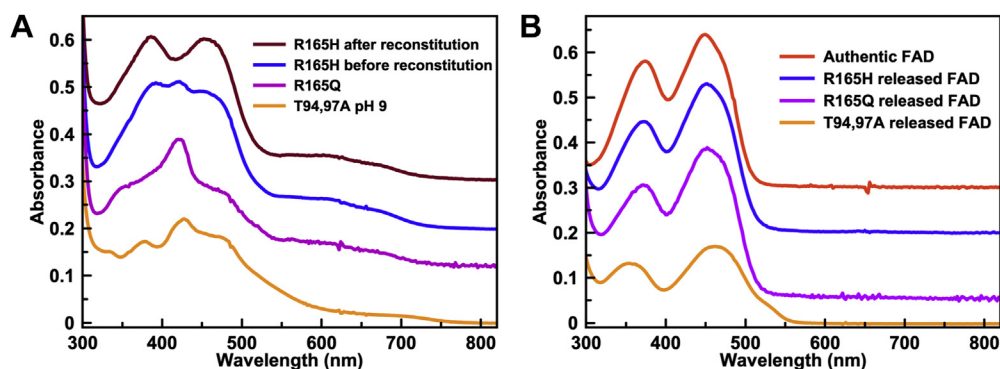 A
R165H after reconstitution
R165H before reconstitution
R165Q
T94,97A pH 9
Absorbance
0.6
0.5
0.4
0.3
0.2
0.1
0
300 400 500 600 700 800
Wavelength (nm)
B
Authentic FAD
R165H released FAD
R165Q released FAD
T94,97A released FAD
Absorbance
0.6
0.5
0.4
0.3
0.2
0.1
0
300 400 500 600 700 800
Wavelength (nm)